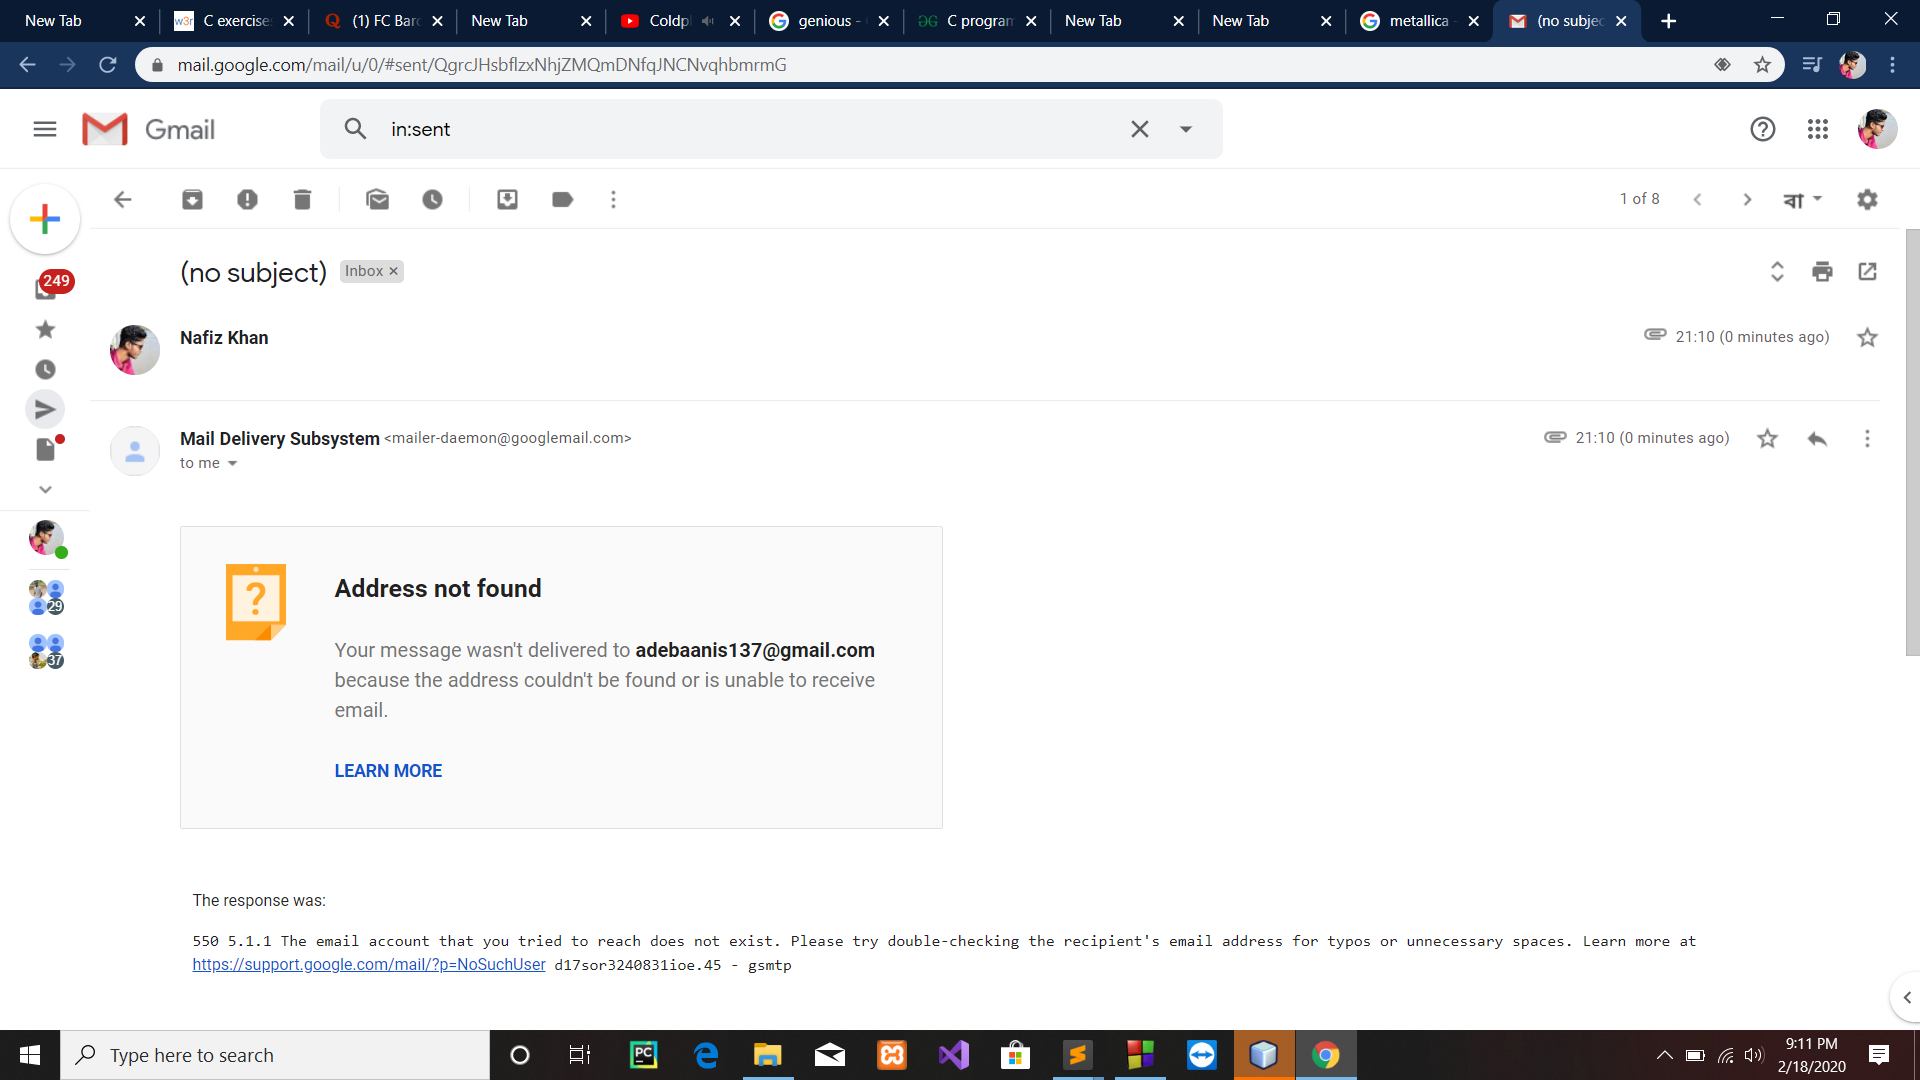 New Tab
C exercise
(1) FC Barc
New Tab
Coldpl
genious -
C program
New Tab
New Tab
metallica -
(no subjec
mail.google.com/mail/u/0/#sent/QgrcJHsbflzxNhjZMQmDNfqJNCNvqhbmrmG
Gmail
in:sent
1 of 8
বা
249
(no subject)
Inbox ×
Nafiz Khan
21:10 (0 minutes ago)
Mail Delivery Subsystem <mailer-daemon@googlemail.com>
21:10 (0 minutes ago)
to me
29
37
?
Address not found
Your message wasn't delivered to adebaanis137@gmail.com
because the address couldn't be found or is unable to receive
email.
LEARN MORE
The response was:
550 5.1.1 The email account that you tried to reach does not exist. Please try double-checking the recipient's email address for typos or unnecessary spaces. Learn more at
https://support.google.com/mail/?p=NoSuchUser d17sor3240831ioe.45 - gsmtp
Type here to search
PC
9:11 PM
2/18/2020